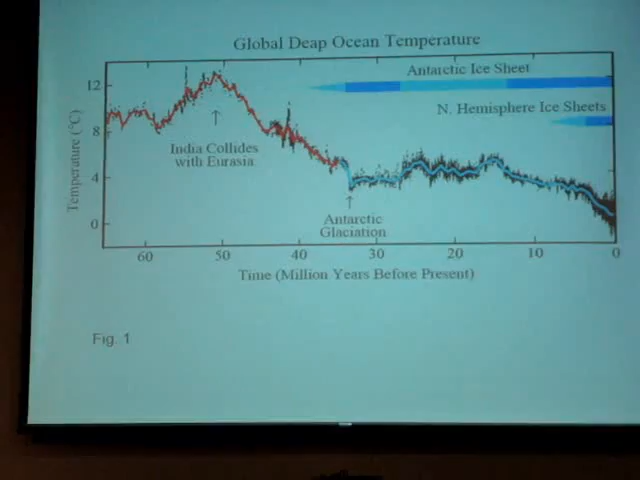 Global Deap Ocean Temperature
Antarctic Ice Sheet
N. Hemisphere Ice Sheets
12
8
4
0
Temperature (°C)
India Collides
with Eurasia
Antarctic
Glaciation
60
50
40
30
20
10
0
Time (Million Years Before Present)
Fig. 1